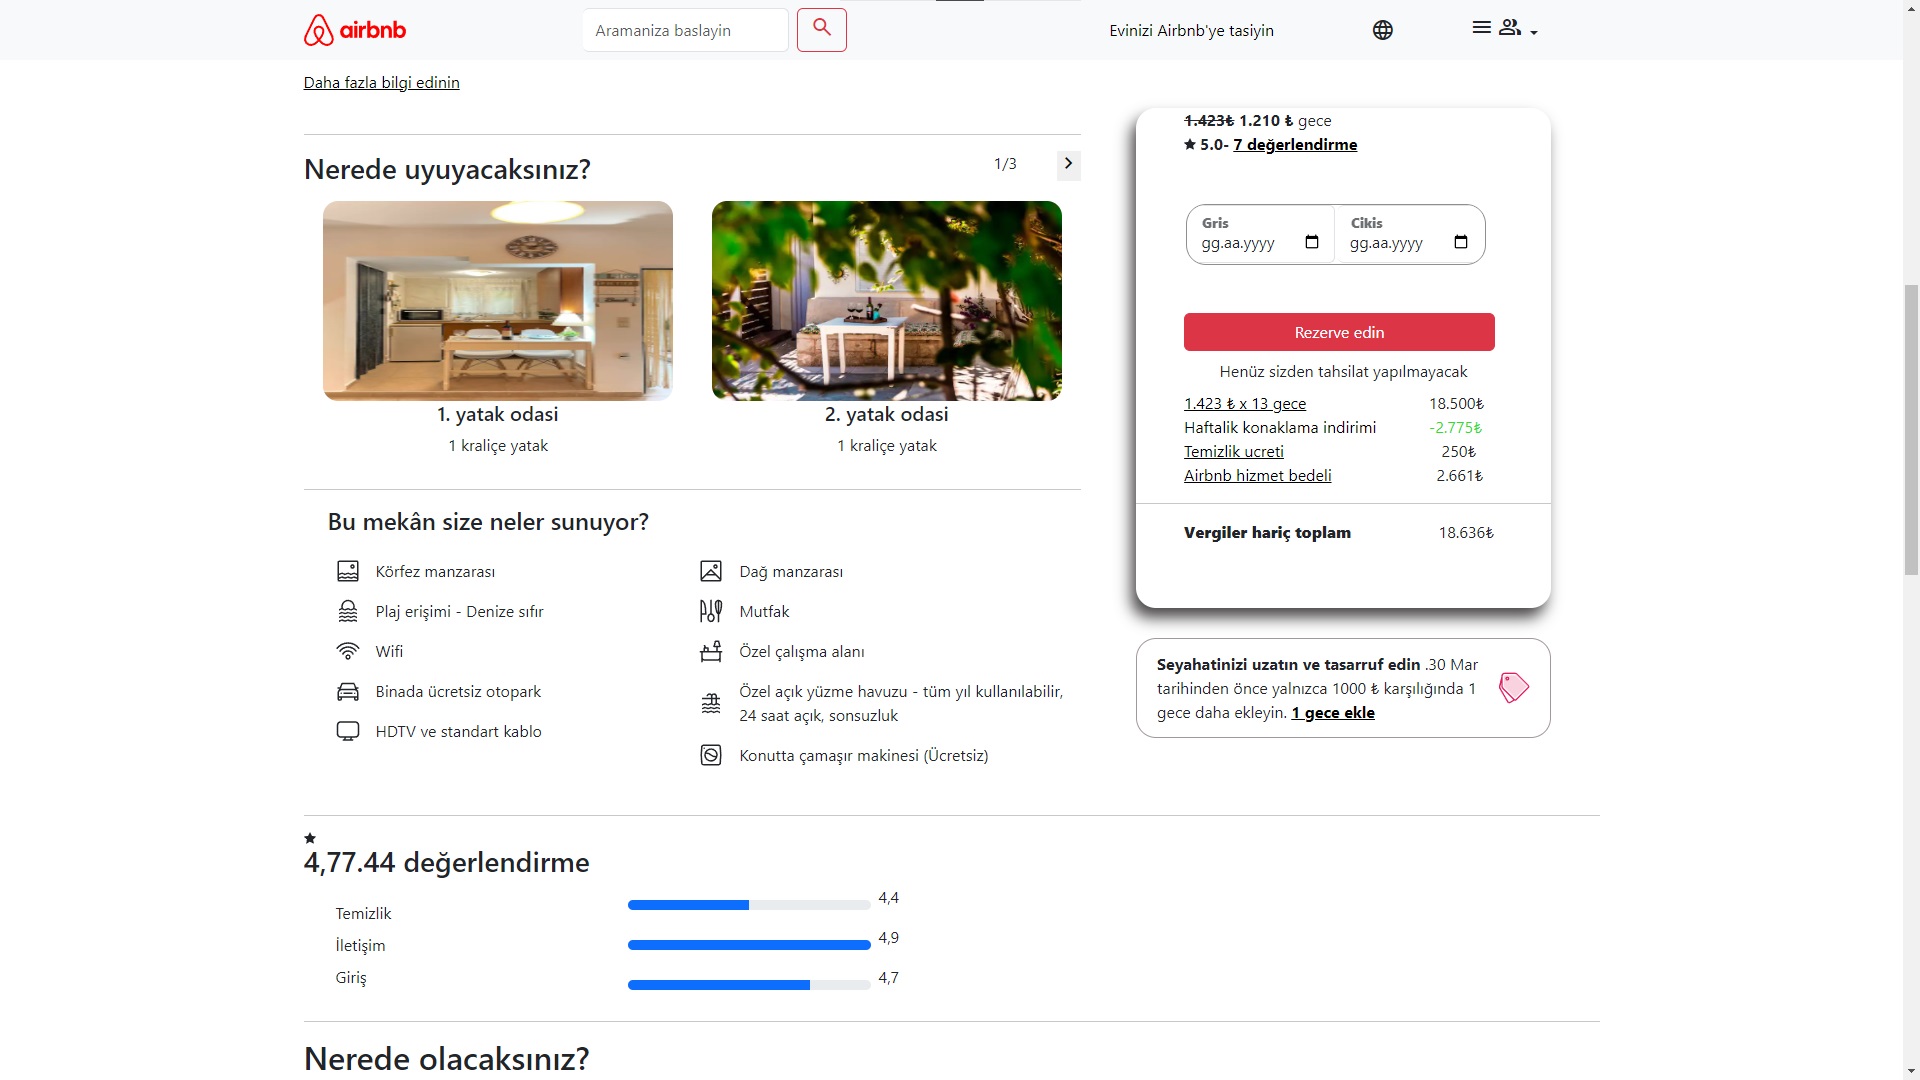 airbnb
Aramaniza baslayin
Evinizi Airbnb'ye tasiyin
Daha fazla bilgi edinin
Nerede uyuyacaksınız?
1/3
1. yatak odasi
1 kraliçe yatak
2. yatak odasi
1 kraliçe yatak
Bu mekân size neler sunuyor?
Körfez manzarası
Plaj erişimi - Denize sıfır
Wifi
Binada ücretsiz otopark
HDTV ve standart kablo
Dağ manzarası
Mutfak
Özel çalışma alanı
Özel açık yüzme havuzu - tüm yıl kullanılabilir,
24 saat açık, sonsuzluk
Konutta çamaşır makinesi (Ücretsiz)
1.423₺ 1.210 ₺ gece
5.0- 7 değerlendirme
Gris
gg.aa.yyyy
Cikis
gg.aa.yyyy
Rezerve edin
Henüz sizden tahsilat yapılmayacak
1.423 ₺ x 13 gece 18.500₺
Haftalik konaklama indirimi -2.775₺
Temizlik ucreti 250₺
Airbnb hizmet bedeli 2.661₺
Vergiler hariç toplam 18.636₺
Seyahatinizi uzatın ve tasarruf edin .30 Mar
tarihinden önce yalnızca 1000 ₺ karşılığında 1
gece daha ekleyin. 1 gece ekle
4,77.44 değerlendirme
Temizlik 4,4
İletişim 4,9
Giriş 4,7
Nerede olacaksınız?